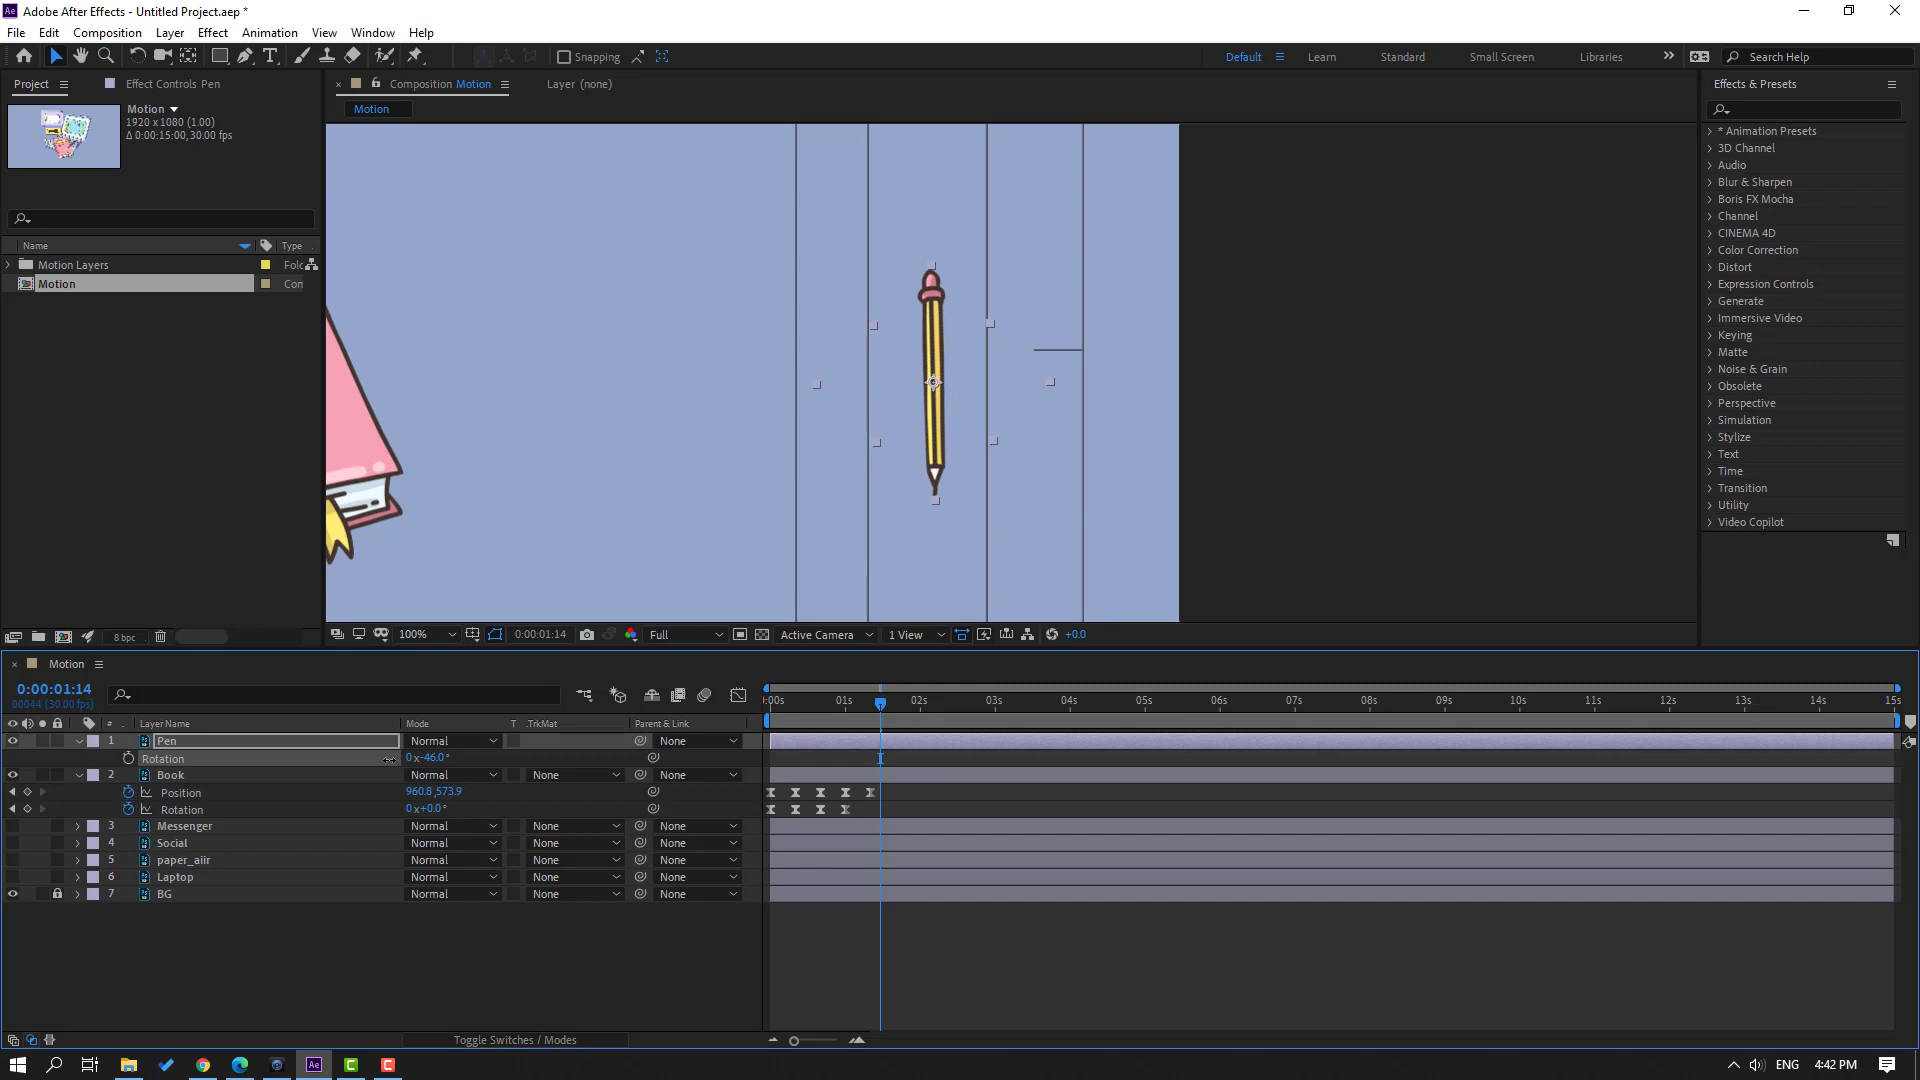 Adobe After Effects - Untitled Project.aep *
File Edit Composition Layer Effect Animation View Window Help
Snapping Default Learn Standard Small Screen Libraries Search Help
Project Effect Controls Pen Composition Motion Layer (none) Effects & Presets
Motion
1920 x 1080 (1.00)
Δ 0:00:15:00, 30.00 fps
Motion
Name Type
Motion Layers Fold
Motion Con
* Animation Presets
3D Channel
Audio
Blur & Sharpen
Boris FX Mocha
Channel
CINEMA 4D
Color Correction
Distort
Expression Controls
Generate
Immersive Video
Keying
Matte
Noise & Grain
Obsolete
Perspective
Simulation
Stylize
Text
Time
Transition
Utility
Video Copilot
8 bpc 100% 0:00:01:14 Full Active Camera 1 View +0.0
Motion
0:00:01:14
00044 (30.00 fps)
:00s 01s 02s 03s 04s 05s 06s 07s 08s 09s 10s 11s 12s 13s 14s 15s
# Layer Name Mode T .TrkMat Parent & Link
1 Pen Normal None
Rotation 0 x-46.0°
2 Book Normal None None
Position 960.8 ,573.9
Rotation 0 x+0.0°
3 Messenger Normal None None
4 Social Normal None None
5 paper_aiir Normal None None
6 Laptop Normal None None
7 BG Normal None None
Toggle Switches / Modes
ENG 4:42 PM